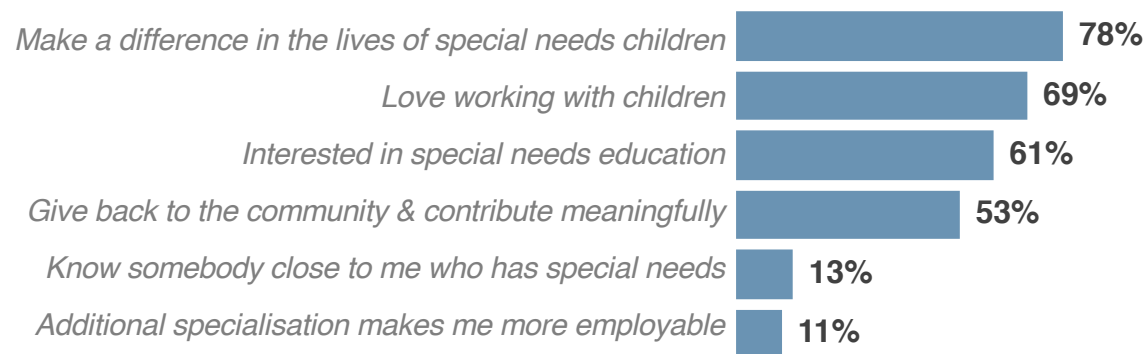 Make a difference in the lives of special needs children 78%
Love working with children 69%
Interested in special needs education 61%
Give back to the community & contribute meaningfully 53%
Know somebody close to me who has special needs 13%
Additional specialisation makes me more employable 11%